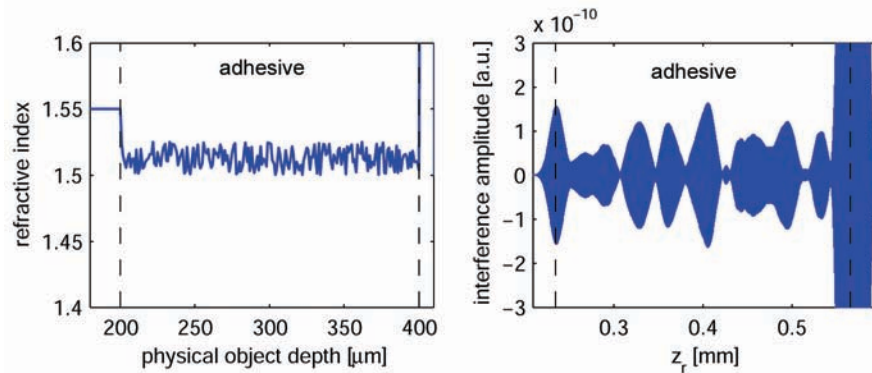 1.6
1.55
1.5
1.45
1.4
refractive index
adhesive
200
250
300
350
400
physical object depth [μm]
x 10⁻¹⁰
3
2
1
0
-1
-2
-3
interference amplitude [a.u.]
adhesive
0.3
0.4
0.5
z_r [mm]